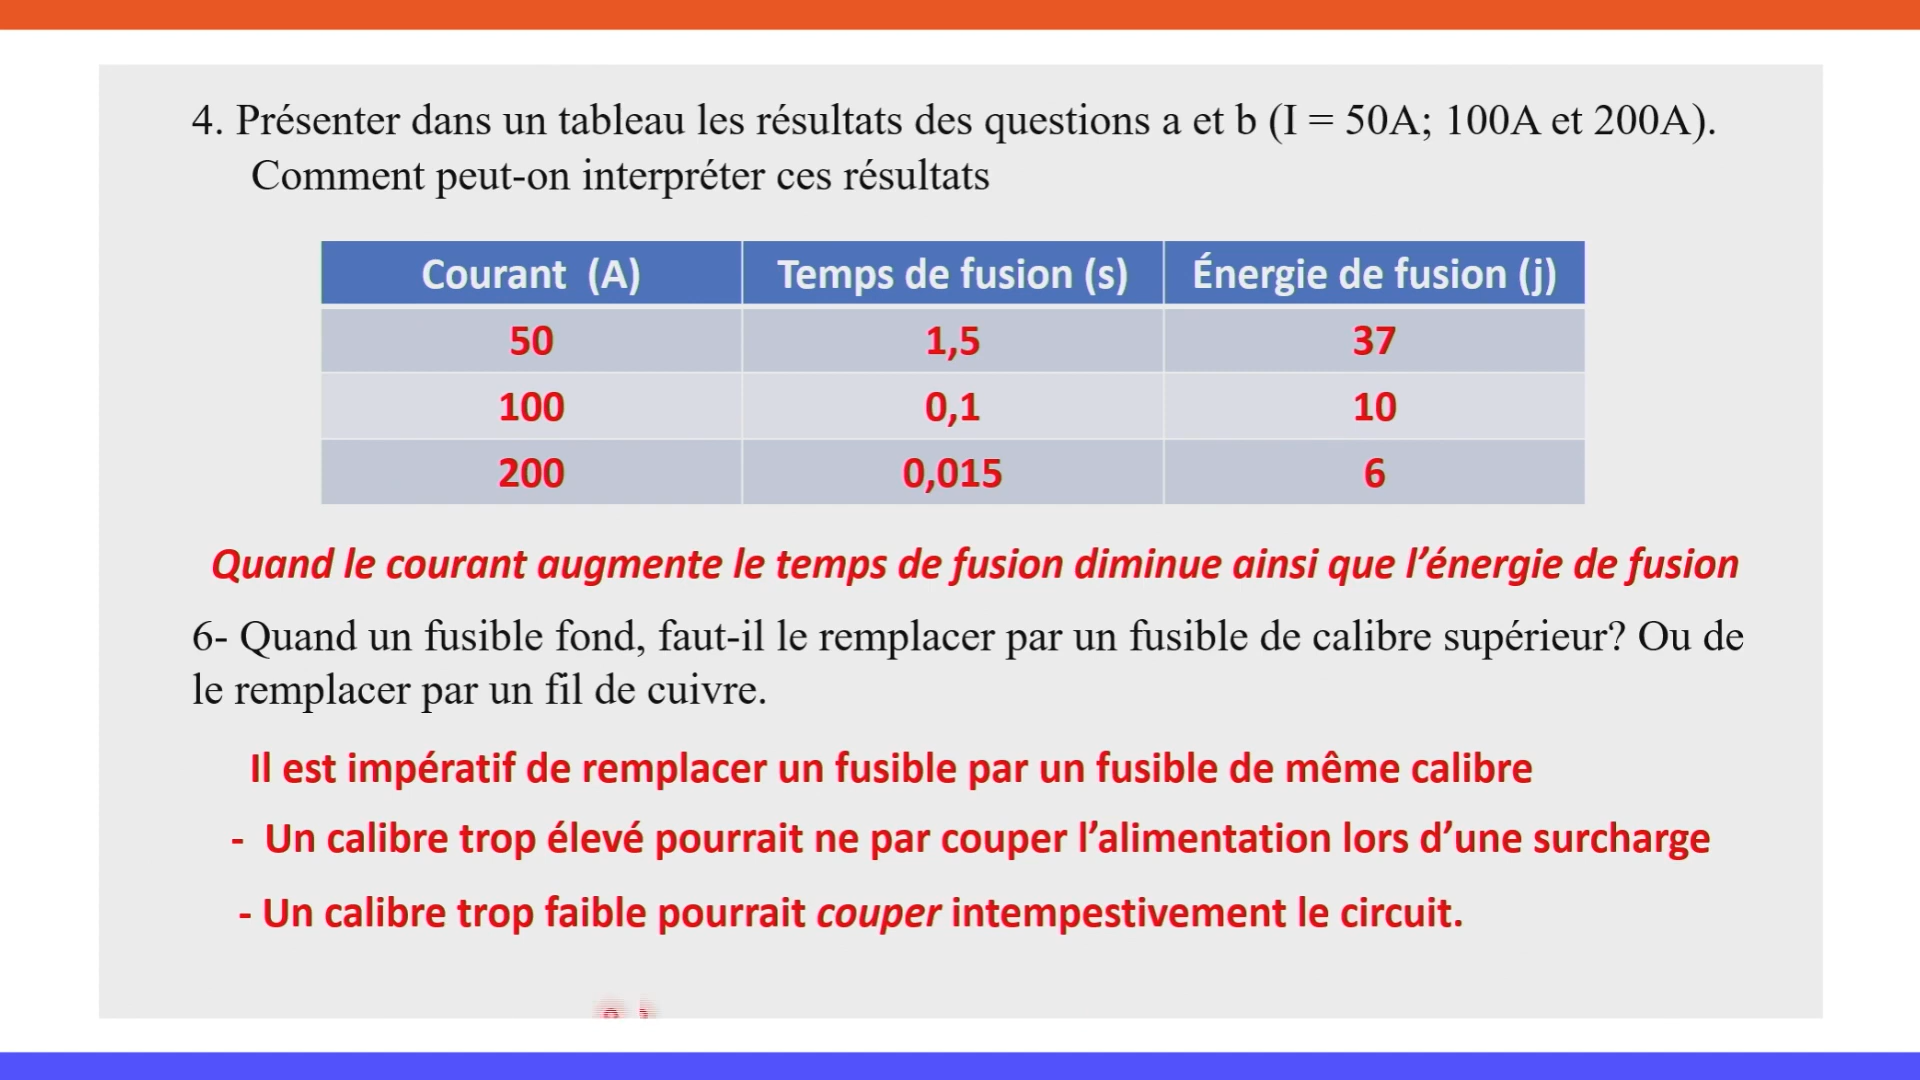 4. Présenter dans un tableau les résultats des questions a et b (I = 50A; 100A et 200A).
Comment peut-on interpréter ces résultats
Courant (A) Temps de fusion (s) Énergie de fusion (j)
50 1,5 37
100 0,1 10
200 0,015 6
Quand le courant augmente le temps de fusion diminue ainsi que l’énergie de fusion
6- Quand un fusible fond, faut-il le remplacer par un fusible de calibre supérieur? Ou de
le remplacer par un fil de cuivre.
Il est impératif de remplacer un fusible par un fusible de même calibre
- Un calibre trop élevé pourrait ne par couper l’alimentation lors d’une surcharge
- Un calibre trop faible pourrait couper intempestivement le circuit.